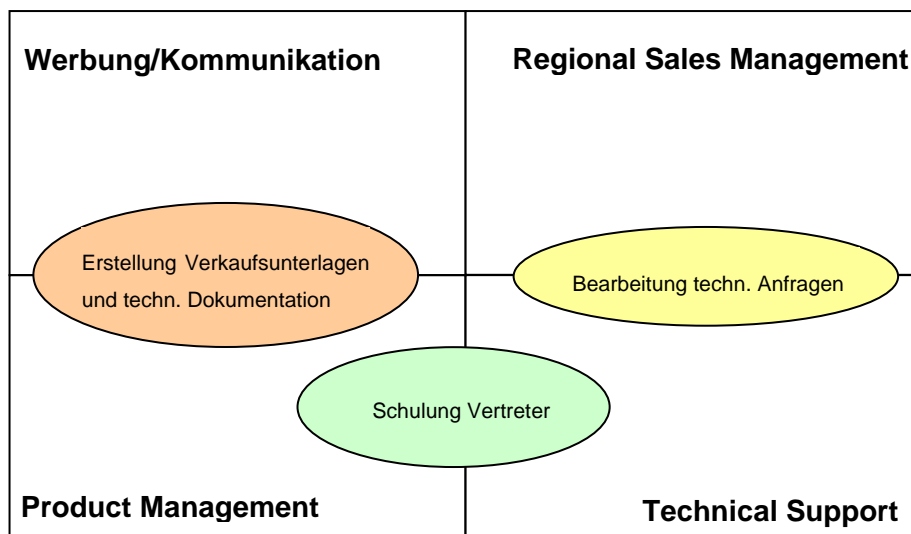 Werbung/Kommunikation
Regional Sales Management
Erstellung Verkaufsunterlagen
und techn. Dokumentation
Bearbeitung techn. Anfragen
Schulung Vertreter
Product Management
Technical Support